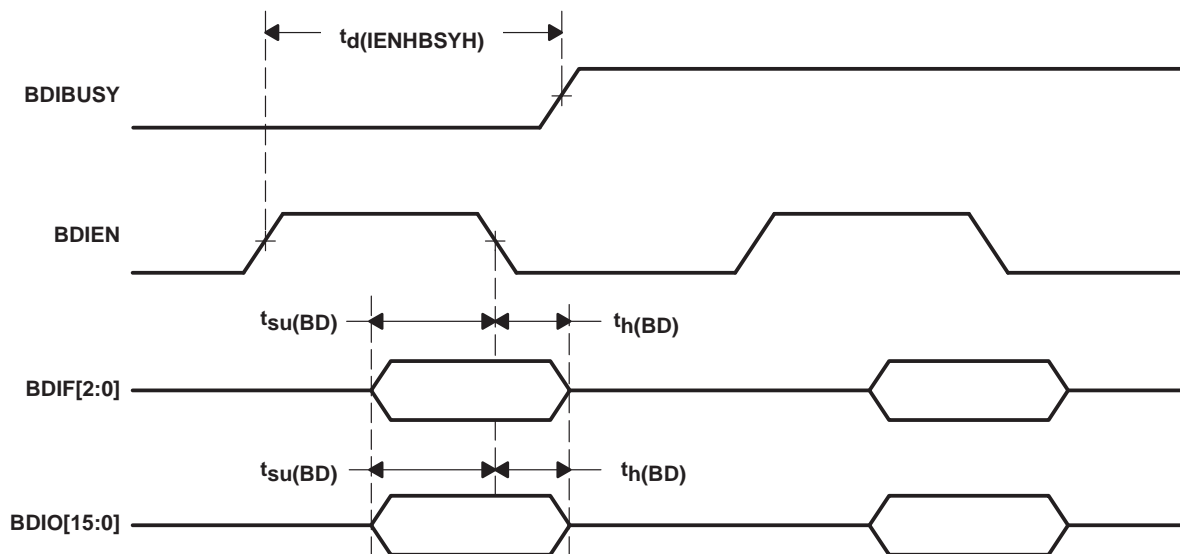 td(IENHBSYH)
BDIBUSY
BDIEN
tsu(BD)
th(BD)
BDIF[2:0]
tsu(BD)
th(BD)
BDIO[15:0]